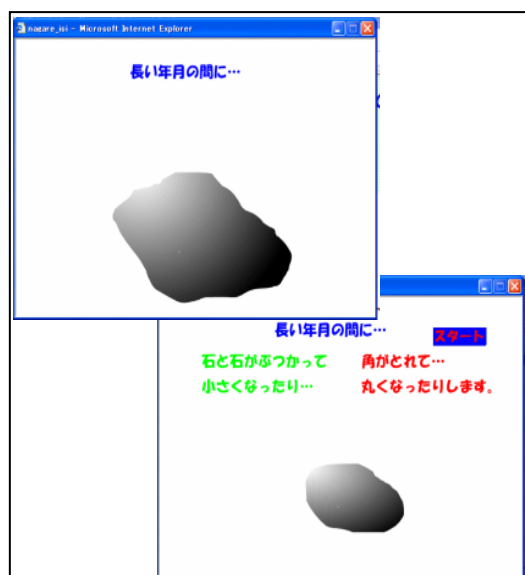 nagare_isi - Microsoft Internet Explorer
長い年月の間に…
長い年月の間に…
スタート
石と石がぶつかって 角がとれて…
小さくなったり… 丸くなったりします。